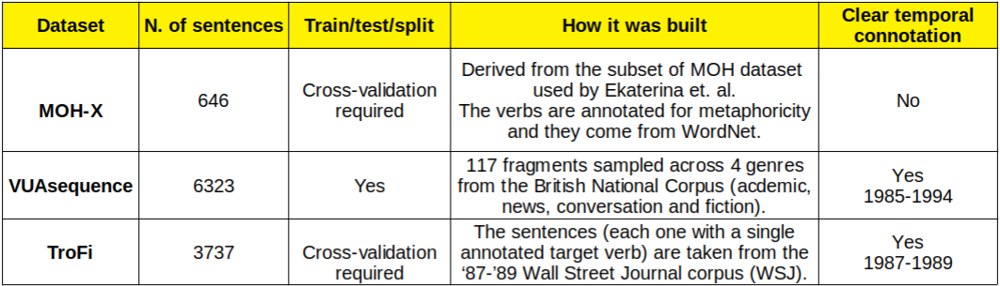 Dataset N. of sentences Train/test/split How it was built Clear temporal
connotation
MOH-X 646 Cross-validation
required
Derived from the subset of MOH dataset
used by Ekaterina et. al.
The verbs are annotated for metaphoricity
and they come from WordNet.
No
VUAsequence 6323 Yes
117 fragments sampled across 4 genres
from the British National Corpus (acdemic,
news, conversation and fiction).
Yes
1985-1994
TroFi 3737 Cross-validation
required
The sentences (each one with a single
annotated target verb) are taken from the
‘87-’89 Wall Street Journal corpus (WSJ).
Yes
1987-1989